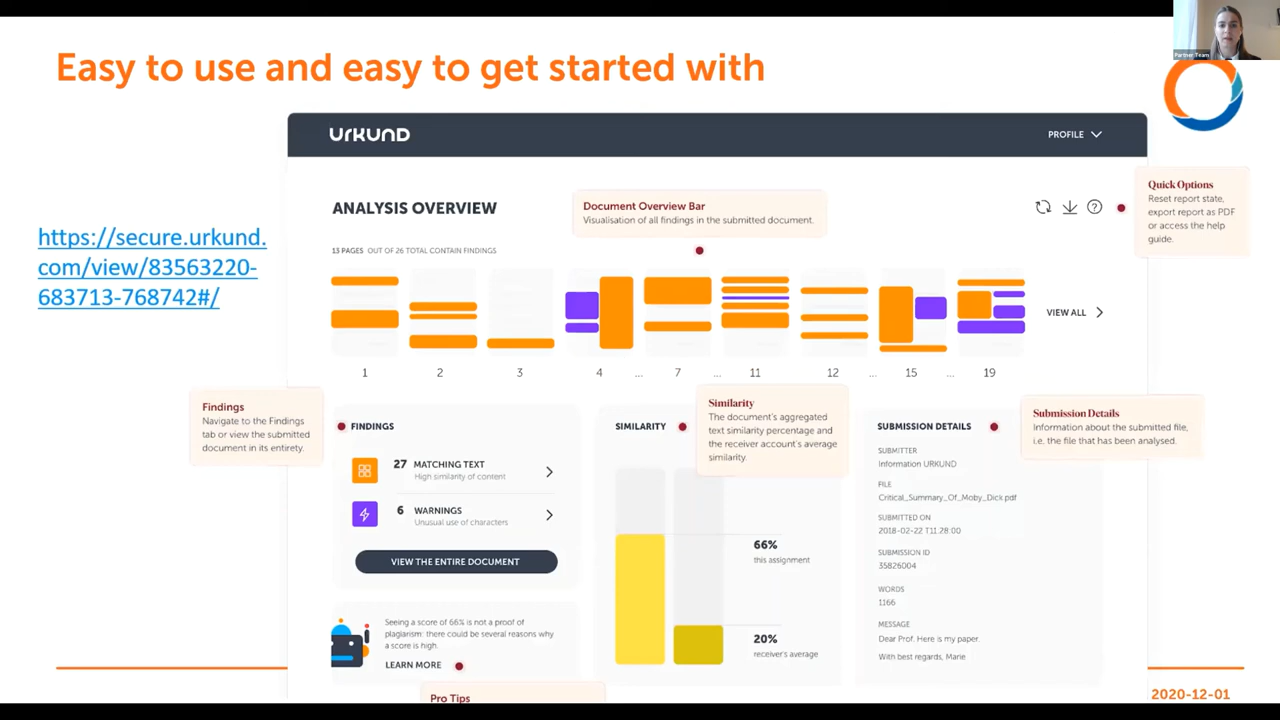 Partner Team
Easy to use and easy to get started with
URKUND
PROFILE
https://secure.urkund.
com/view/83563220-
683713-768742#/
ANALYSIS OVERVIEW
Document Overview Bar
Visualisation of all findings in the submitted document.
Quick Options
Reset report state,
export report as PDF
or access the help
guide.
13 PAGES OUT OF 26 TOTAL CONTAIN FINDINGS
VIEW ALL
1 2 3 4 ... 7 ... 11 12 ... 15 ... 19
Findings
Navigate to the Findings
tab or view the submitted
document in its entirety.
FINDINGS
27 MATCHING TEXT
High similarity of content
6 WARNINGS
Unusual use of characters
VIEW THE ENTIRE DOCUMENT
Seeing a score of 66% is not a proof of
plagiarism: there could be several reasons why
a score is high.
LEARN MORE
Pro Tips
SIMILARITY
Similarity
The document's aggregated
text similarity percentage and
the receiver account's average
similarity.
66%
this assignment
20%
receiver's average
Submission Details
Information about the submitted file,
i.e. the file that has been analysed.
SUBMISSION DETAILS
SUBMITTER
Information URKUND
FILE
Critical_Summary_Of_Moby_Dick.pdf
SUBMITTED ON
2018-02-22 T11.28:00
SUBMISSION ID
35826004
WORDS
1166
MESSAGE
Dear Prof. Here is my paper.
With best regards, Marie
2020-12-01